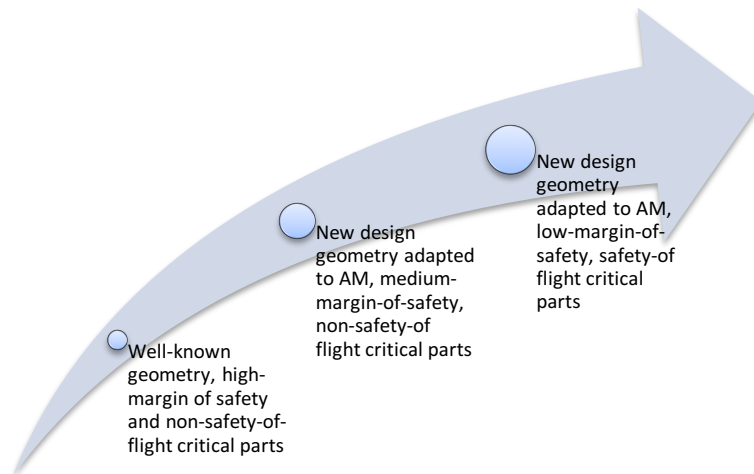 Well-known
geometry, high-
margin of safety
and non-safety-of-
flight critical parts
New design
geometry adapted
to AM, medium-
margin-of-safety,
non-safety-of
flight critical parts
New design
geometry
adapted to AM,
low-margin-of-
safety, safety-of
flight critical
parts